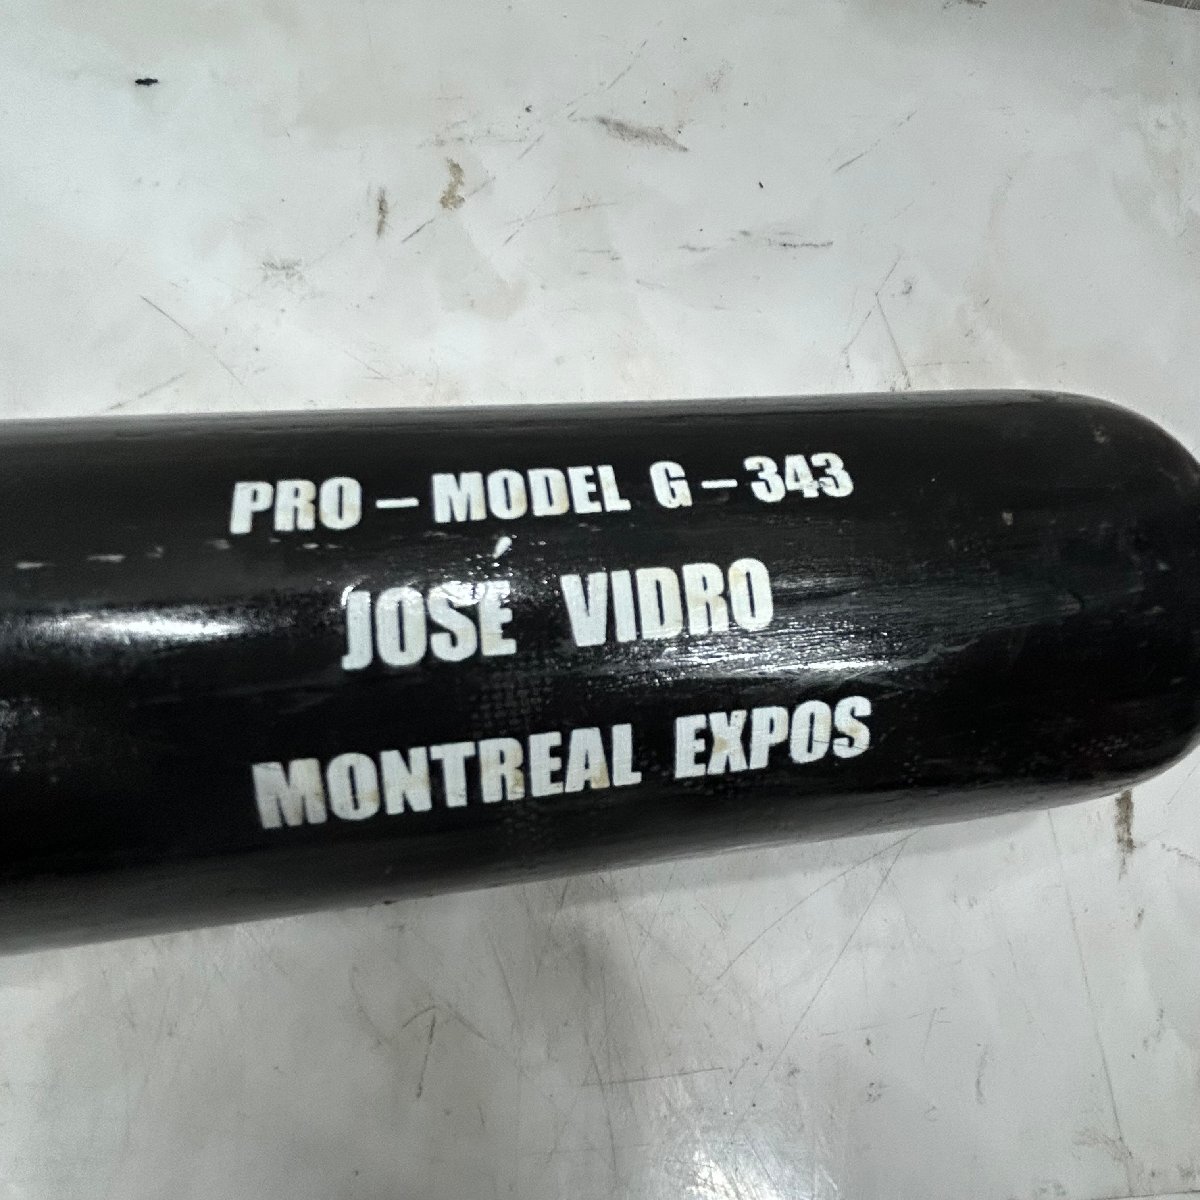 PRO - MODEL G - 343
JOSÉ VIDRO
MONTREAL EXPOS